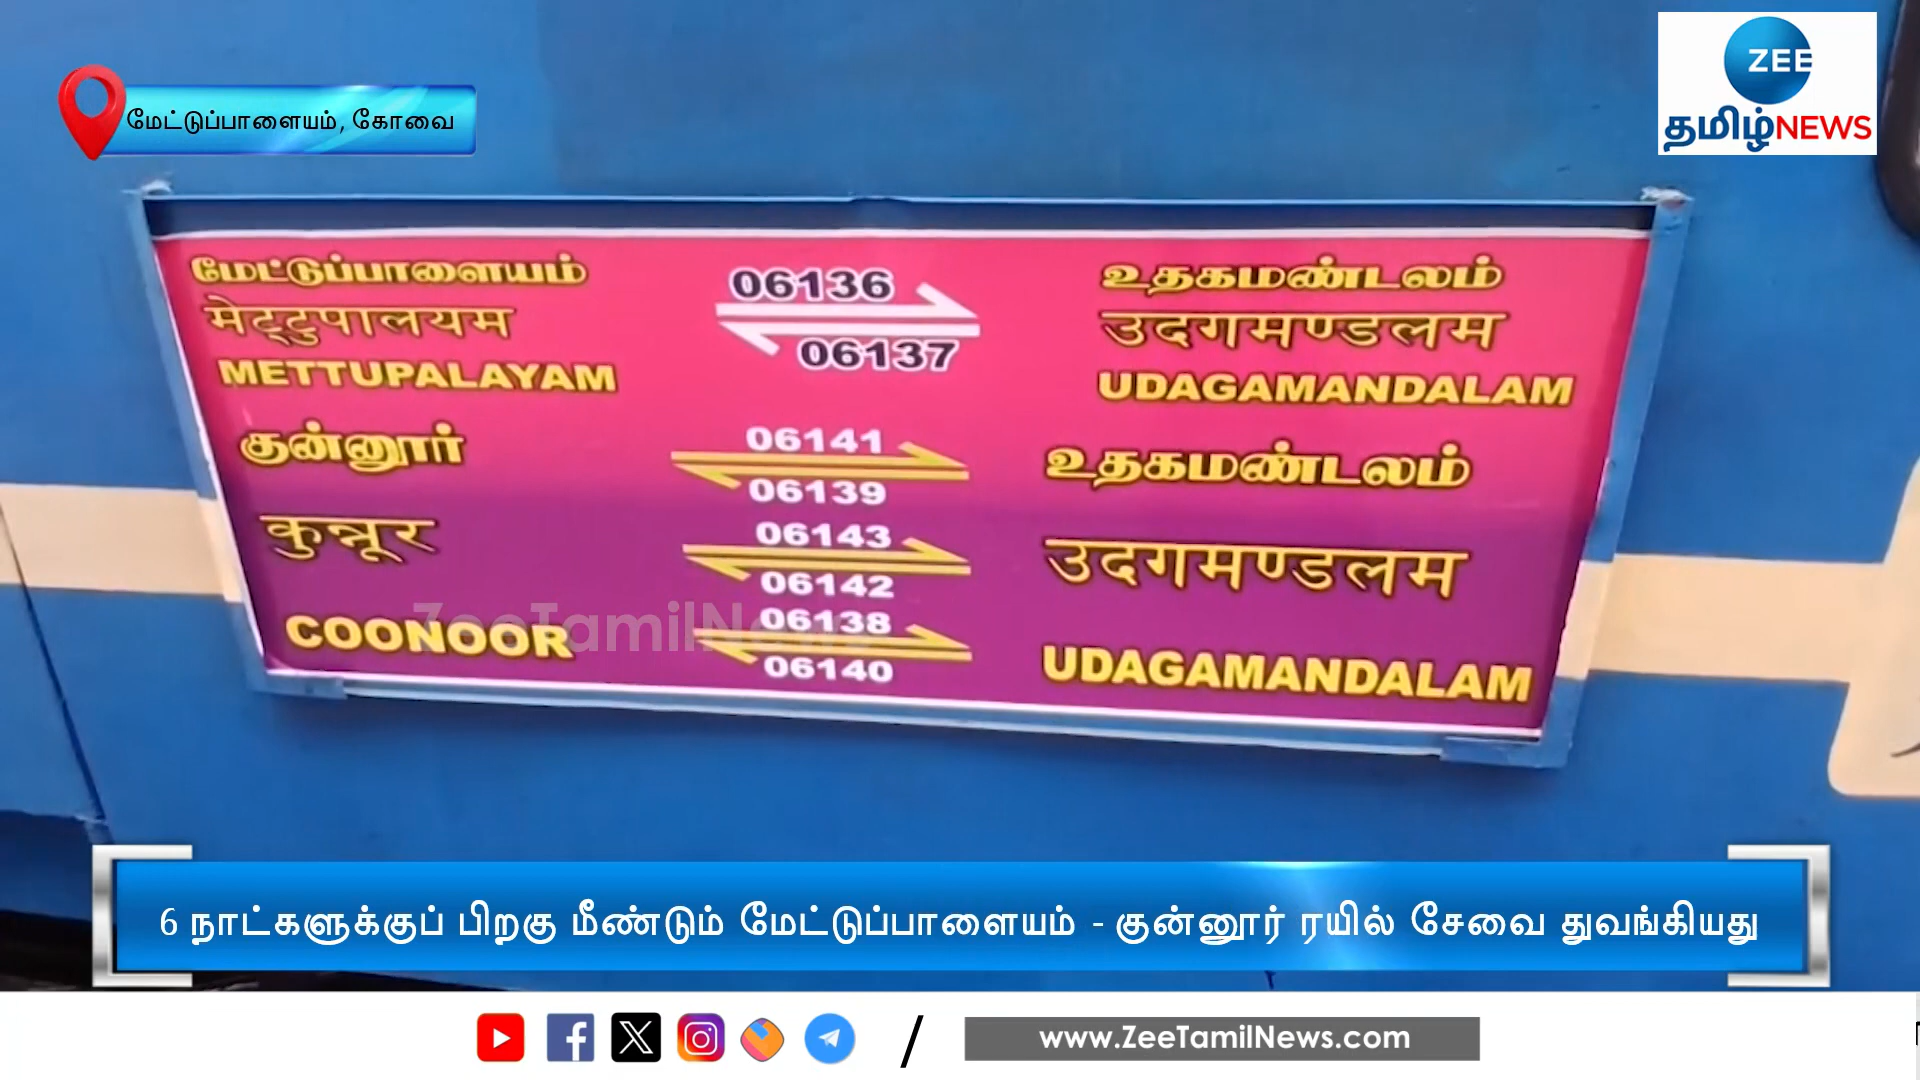 ZEE
தமிழ்NEWS
மேட்டுப்பாளையம், கோவை
மேட்டுப்பாளையம் 06136 உதகமண்டலம்
मेट्टुपालयम उदगमण्डलम
06137
METTUPALAYAM UDAGAMANDALAM
குன்னூர் 06141 உதகமண்டலம்
06139
कुन्नूर 06143 उदगमण्डलम
06142
06138
COONOOR UDAGAMANDALAM
06140
ZeeTamilNews
6 நாட்களுக்குப் பிறகு மீண்டும் மேட்டுப்பாளையம் - குன்னூர் ரயில் சேவை துவங்கியது
www.ZeeTamilNews.com